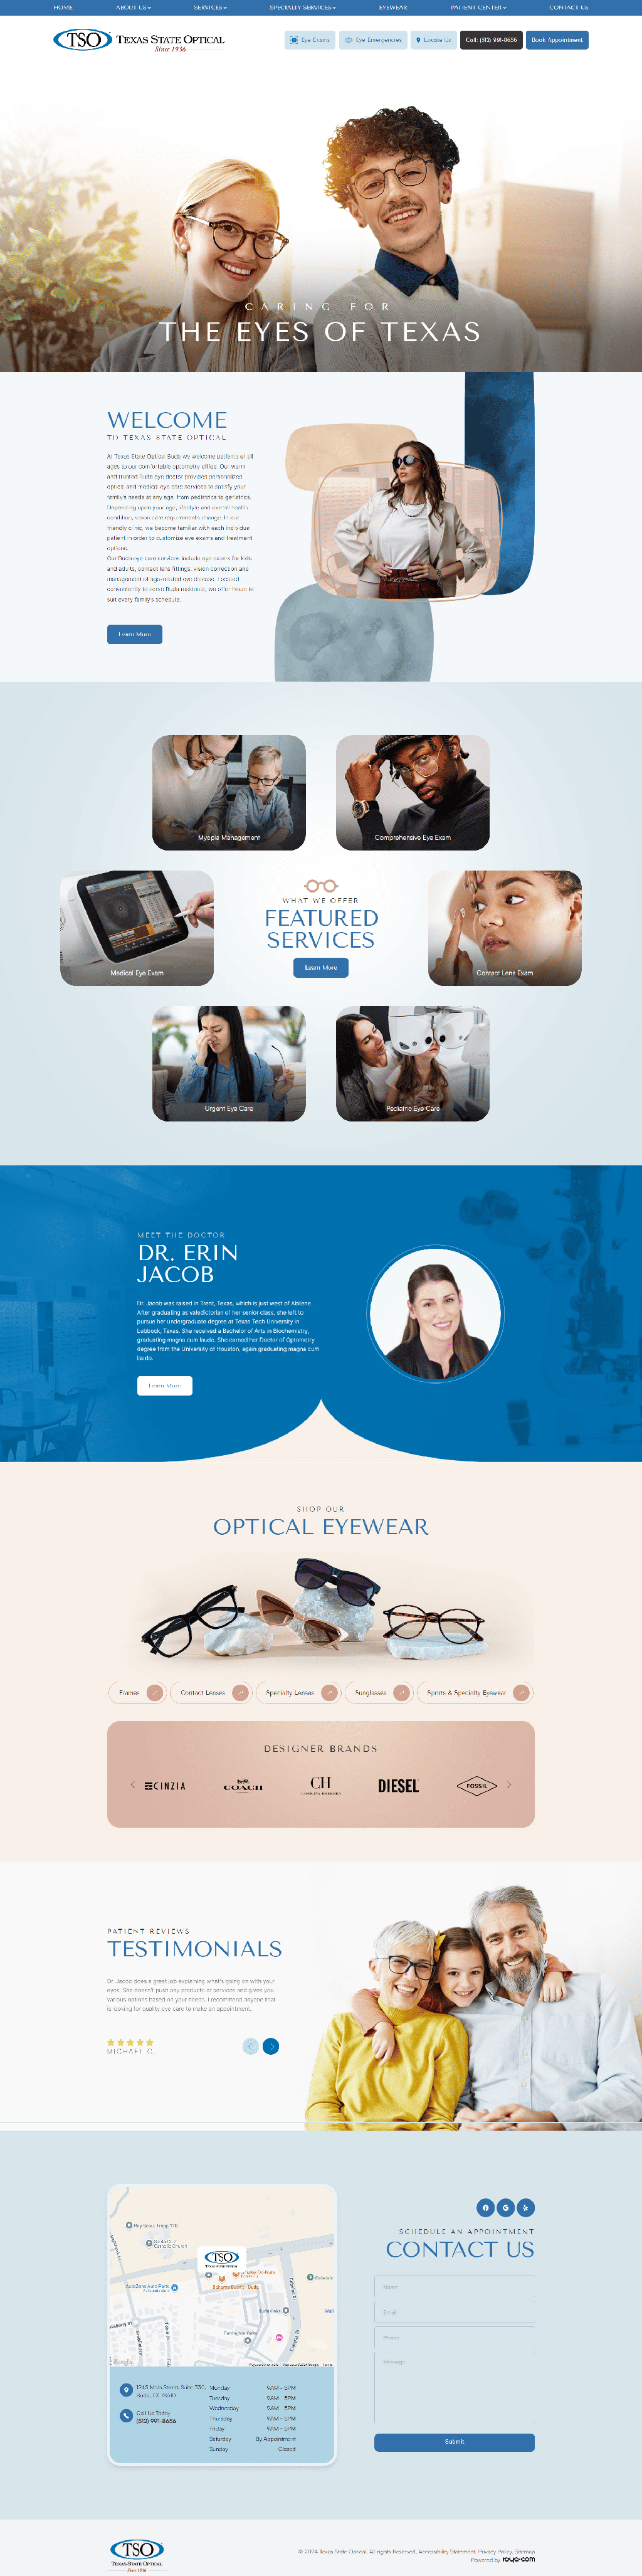 HOME ABOUT US SERVICES SPECIALTY SERVICES EYEWEAR PATIENT CENTER CONTACT US
TSO TEXAS STATE OPTICAL
Since 1936
Eye Exams Eye Emergencies Locate Us Call: (512) 991-8656 Book Appointment
CARING FOR
THE EYES OF TEXAS
WELCOME
TO TEXAS STATE OPTICAL
At Texas State Optical Buda we welcome patients of all
ages to our comfortable optometry office. Our warm
and trusted Buda eye doctor provides personalized
optical and medical eye care services to satisfy your
family's needs at any age, from pediatrics to geriatrics.
Depending upon your age, lifestyle and overall health
condition, vision care requirements change. In our
friendly clinic, we become familiar with each individual
patient in order to customize eye exams and treatment
options.
Our Buda eye care services include eye exams for kids
and adults, contact lens fittings, vision correction and
management of age-related eye disease. Located
conveniently to serve Buda residents, we offer hours to
suit every family's schedule.
Learn More
Myopia Management
Comprehensive Eye Exam
Medical Eye Exam
WHAT WE OFFER
FEATURED
SERVICES
Learn More
Contact Lens Exam
Urgent Eye Care
Pediatric Eye Care
MEET THE DOCTOR
DR. ERIN
JACOB
Dr. Jacob was raised in Trent, Texas, which is just west of Abilene.
After graduating as valedictorian of her senior class, she left to
pursue her undergraduate degree at Texas Tech University in
Lubbock, Texas. She received a Bachelor of Arts in Biochemistry,
graduating magna cum laude. She earned her Doctor of Optometry
degree from the University of Houston, again graduating magna cum
laude.
Learn More
SHOP OUR
OPTICAL EYEWEAR
Frames Contact Lenses Specialty Lenses Sunglasses Sports & Specialty Eyewear
DESIGNER BRANDS
CINZIA COACH CH CAROLINA HERRERA DIESEL FOSSIL
PATIENT REVIEWS
TESTIMONIALS
Dr. Jacob does a great job explaining what's going on with your
eyes. She doesn't push any products or services and gives you
various options based on your needs. I recommend anyone that
is looking for quality eye care to make an appointment.
MICHAEL C.
Catholic Church
AutoZone Auto Parts
TSO
TEXAS STATE OPTICAL
Google
Main Street, Suite 330,
Buda, TX 78610
Call Us Today
(512) 991-8656
Monday 9AM - 5PM
Tuesday 9AM - 5PM
Wednesday 9AM - 5PM
Thursday 9AM - 5PM
Friday 9AM - 5PM
Saturday By Appointment
Sunday Closed
SCHEDULE AN APPOINTMENT
CONTACT US
Name
Email
Phone
Message
Submit
TSO
TEXAS STATE OPTICAL
Since 1936
© 2024 Texas State Optical. All rights Reserved. Accessibility Statement Privacy Policy Sitemap
Powered by roya.com